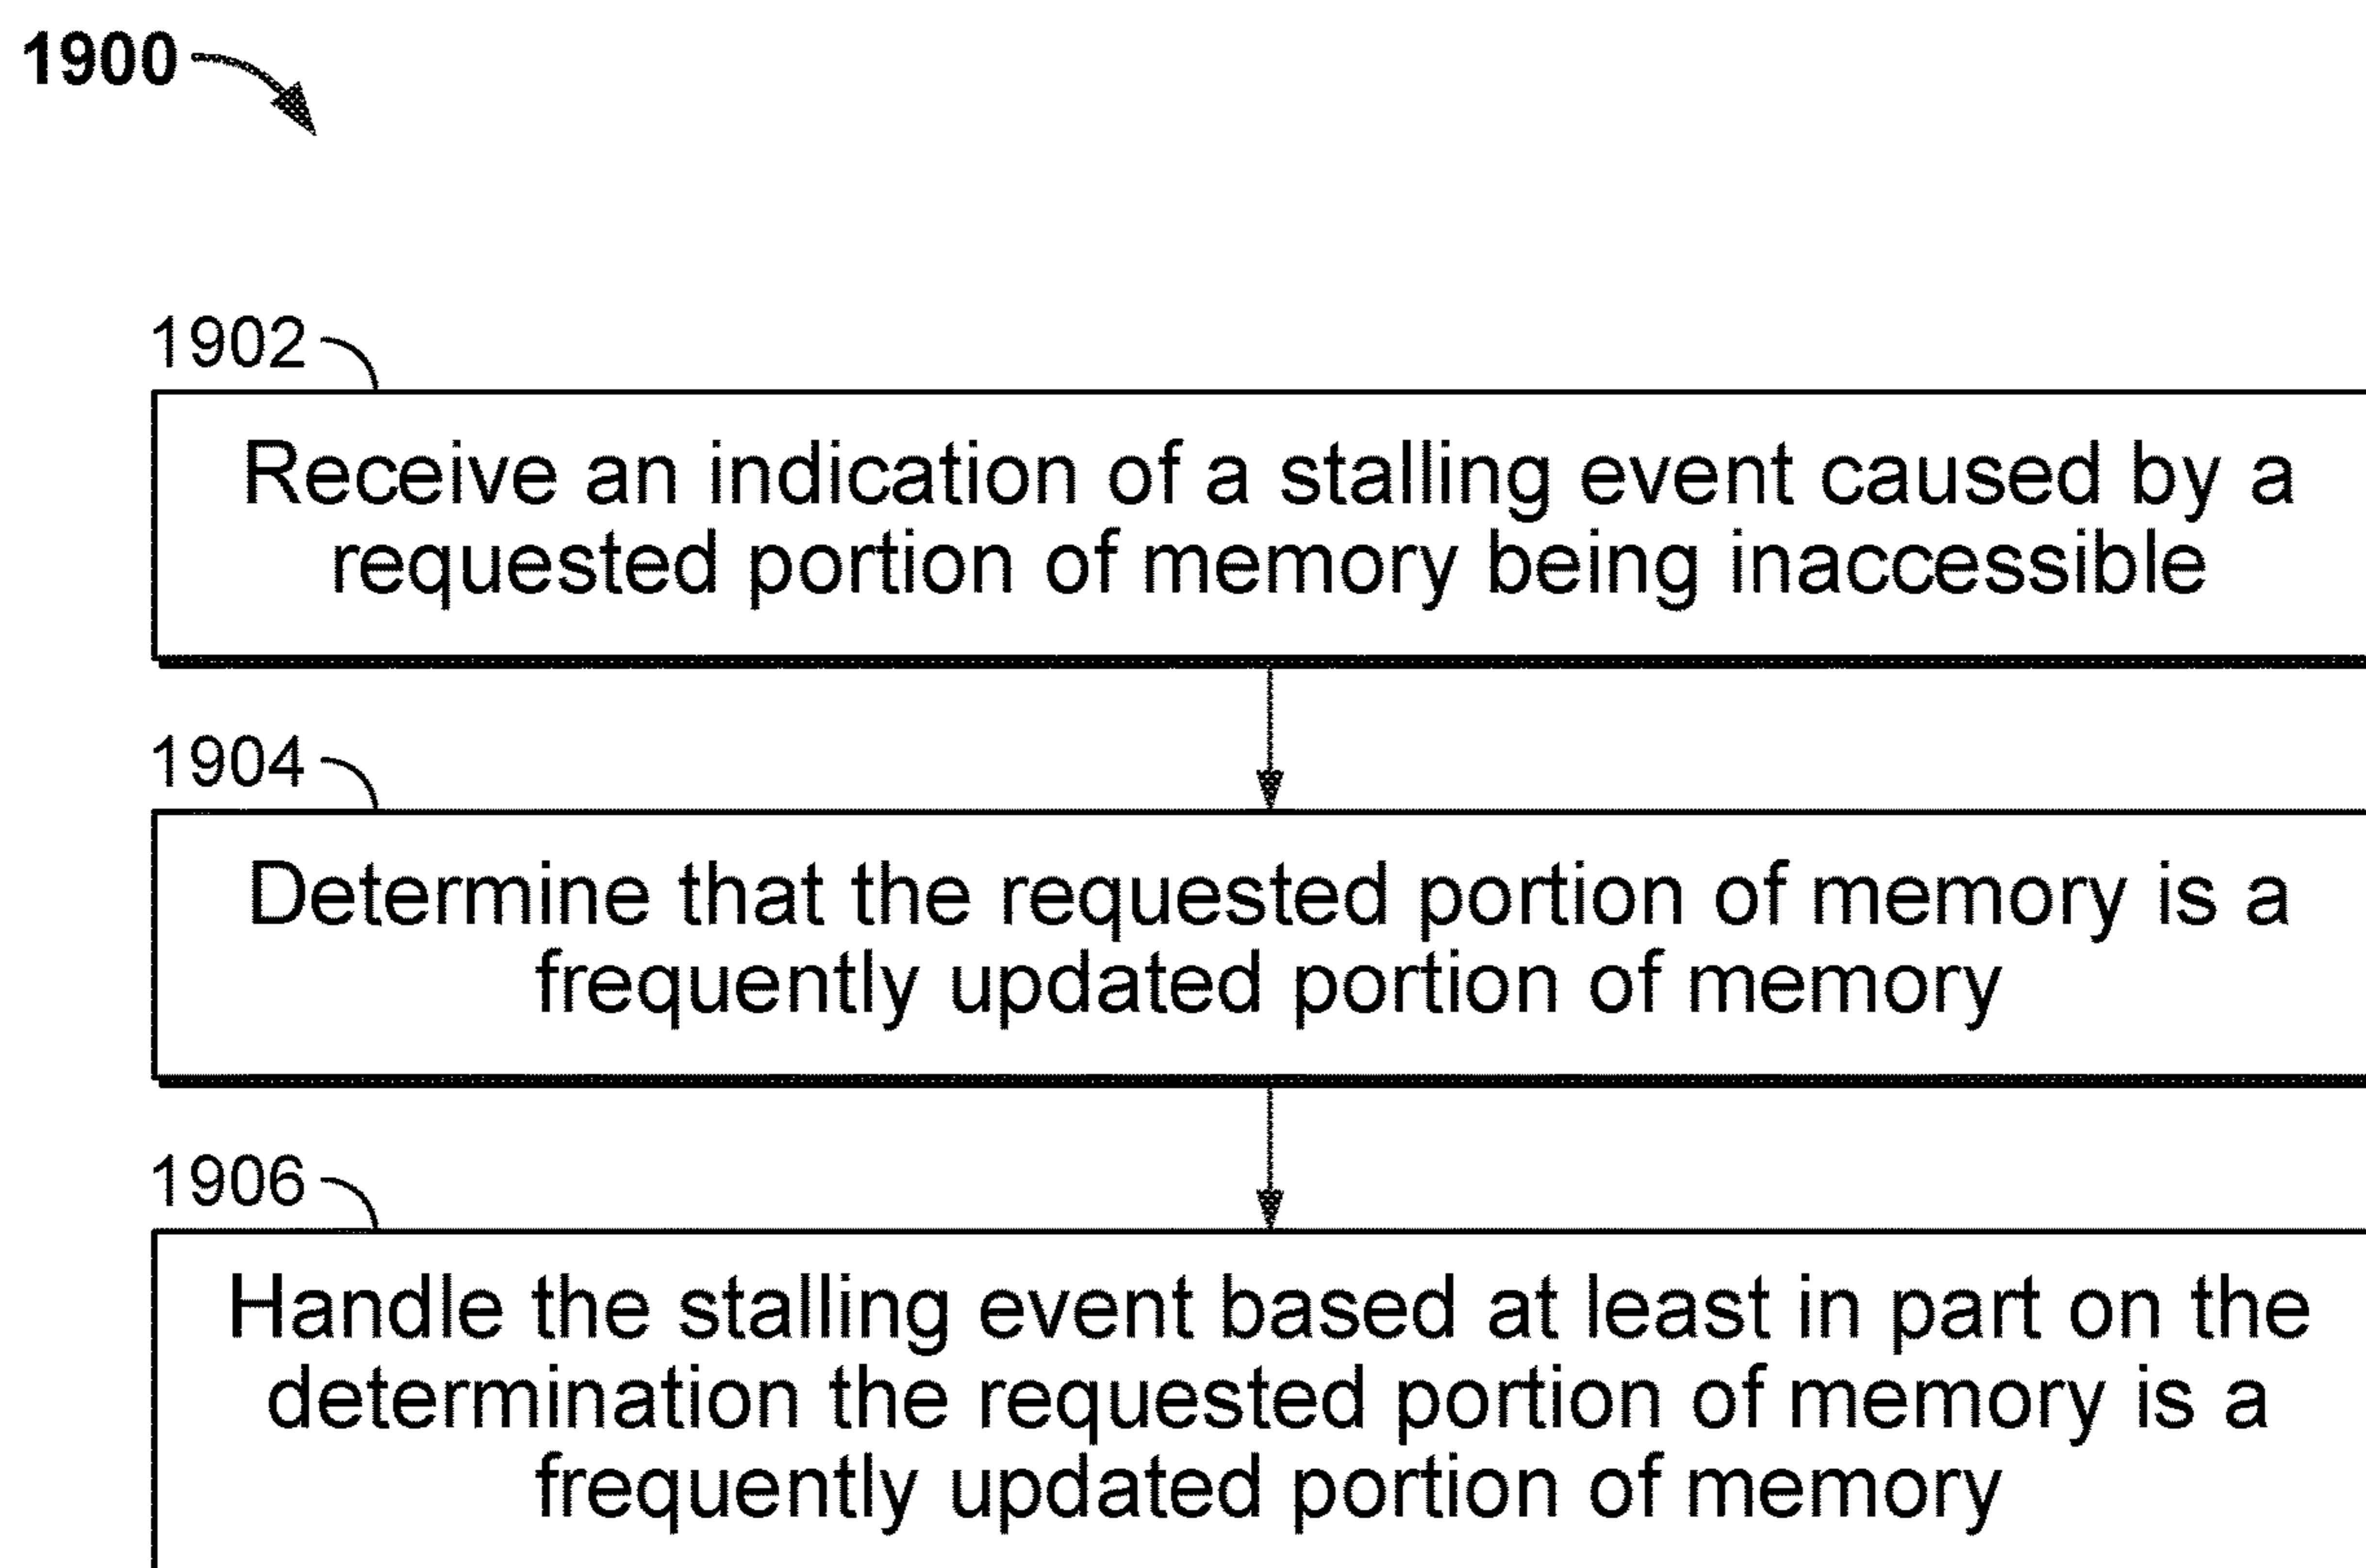 1900
1902
Receive an indication of a stalling event caused by a
requested portion of memory being inaccessible
1904
Determine that the requested portion of memory is a
frequently updated portion of memory
1906
Handle the stalling event based at least in part on the
determination the requested portion of memory is a
frequently updated portion of memory